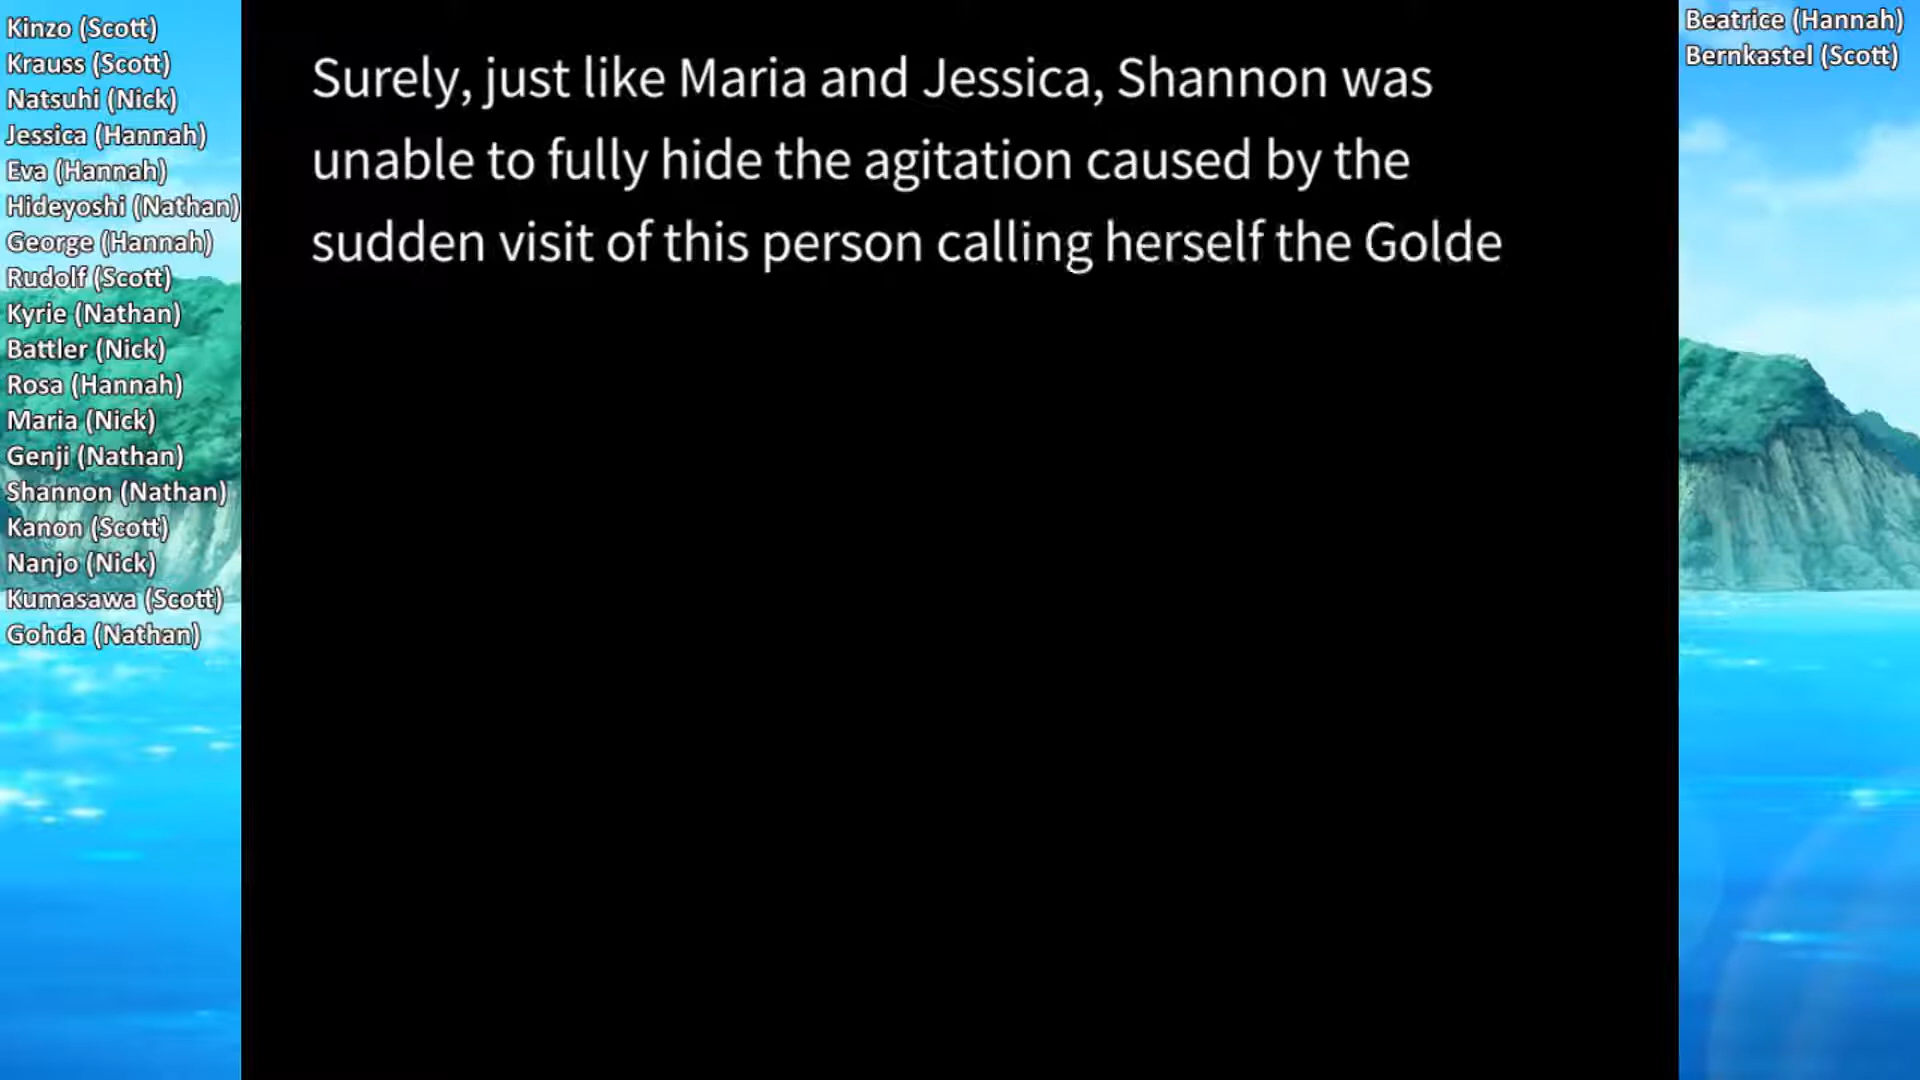 Kinzo (Scott)
Krauss (Scott)
Natsuhi (Nick)
Jessica (Hannah)
Eva (Hannah)
Hideyoshi (Nathan)
George (Hannah)
Rudolf (Scott)
Kyrie (Nathan)
Battler (Nick)
Rosa (Hannah)
Maria (Nick)
Genji (Nathan)
Shannon (Nathan)
Kanon (Scott)
Nanjo (Nick)
Kumasawa (Scott)
Gohda (Nathan)
Surely, just like Maria and Jessica, Shannon was
unable to fully hide the agitation caused by the
sudden visit of this person calling herself the Golde
Beatrice (Hannah)
Bernkastel (Scott)